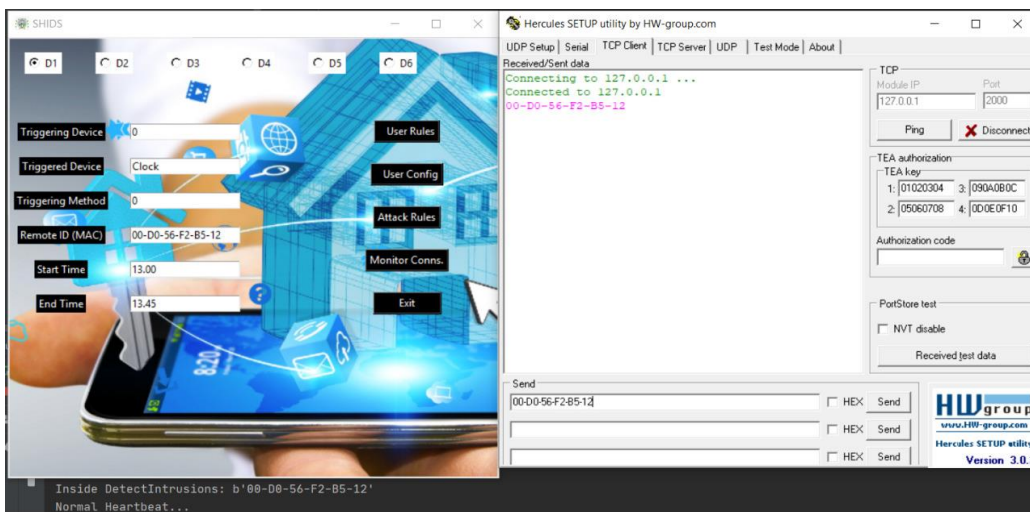 SHIDS
D1 D2 D3 D4 D5 D6
Triggering Device 0
User Rules
Triggered Device Clock
User Config
Triggering Method 0
Attack Rules
Remote ID (MAC) 00-D0-56-F2-B5-12
Monitor Conns.
Start Time 13.00
End Time 13.45
Exit
8:20
Hercules SETUP utility by HW-group.com
UDP Setup Serial TCP Client TCP Server UDP Test Mode About
Received/Sent data
Connecting to 127.0.0.1 ...
Connected to 127.0.0.1
00-D0-56-F2-B5-12
TCP
Module IP Port
127.0.0.1 2000
Ping Disconnect
TEA authorization
TEA key
1: 01020304 3: 090A0B0C
2: 05060708 4: 0D0E0F10
Authorization code
PortStore test
NVT disable
Received test data
Send
00-D0-56-F2-B5-12 HEX Send
HEX Send
HEX Send
HW group
www.HW-group.com
Hercules SETUP utility
Version 3.0.
Inside DetectIntrusions: b'00-D0-56-F2-B5-12'
Normal Heartbeat...